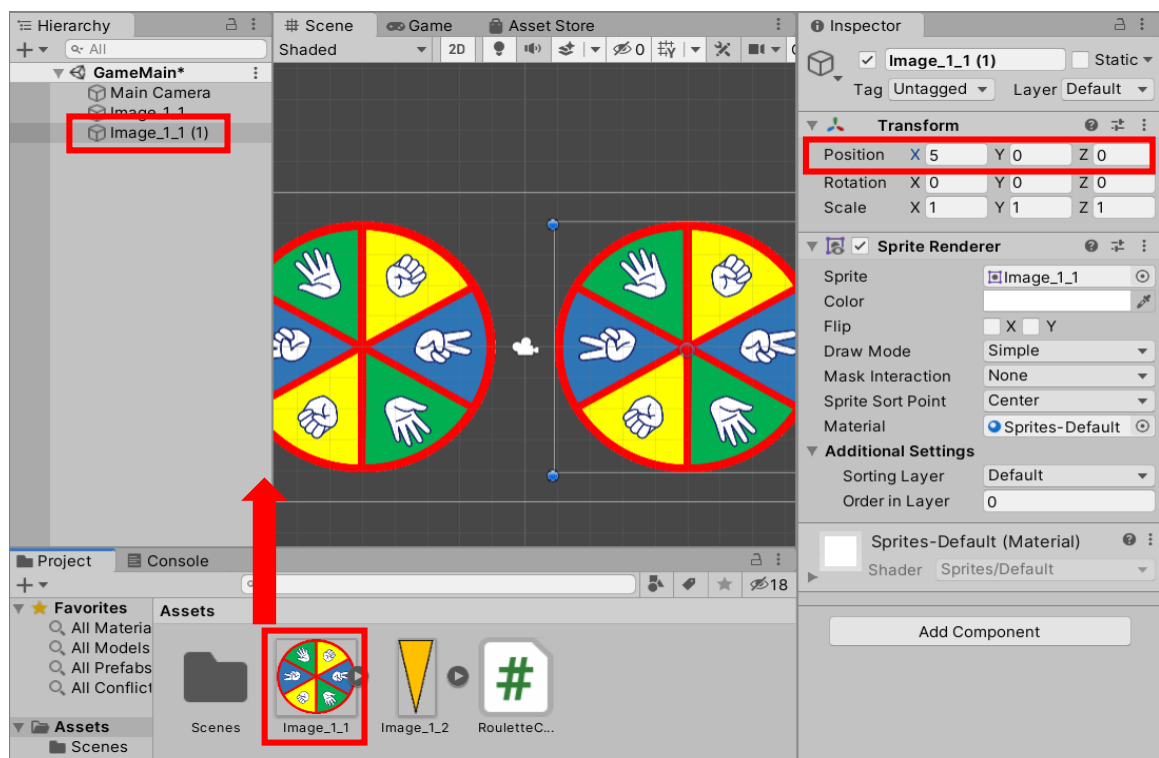 Hierarchy
All
GameMain*
Main Camera
Image_1_1
Image_1_1 (1)
Scene
Game
Asset Store
Shaded
2D
0
Inspector
Image_1_1 (1)
Static
Tag Untagged Layer Default
Transform
Position X 5 Y 0 Z 0
Rotation X 0 Y 0 Z 0
Scale X 1 Y 1 Z 1
Sprite Renderer
Sprite Image_1_1
Color
Flip X Y
Draw Mode Simple
Mask Interaction None
Sprite Sort Point Center
Material Sprites-Default
Additional Settings
Sorting Layer Default
Order in Layer 0
Sprites-Default (Material)
Shader Sprites/Default
Add Component
Project
Console
18
Favorites
All Materia
All Models
All Prefabs
All Conflict
Assets
Scenes
Assets
Scenes
Image_1_1
Image_1_2
#
RouletteC...